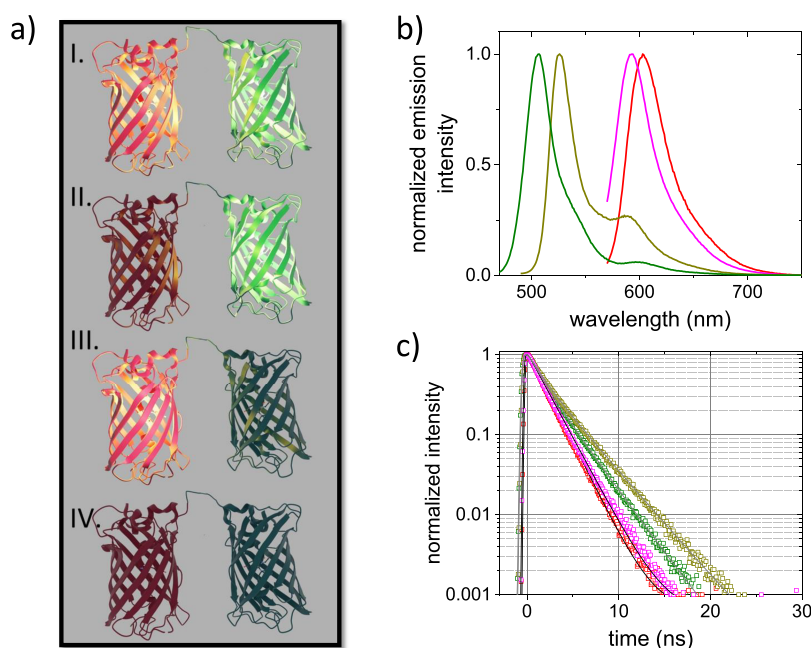 a)
I.
II.
III.
IV.
b)
normalized emission
intensity
1.0
0.5
0.0
500
600
700
wavelength (nm)
c)
normalized intensity
1
0.1
0.01
0.001
0
10
20
30
time (ns)